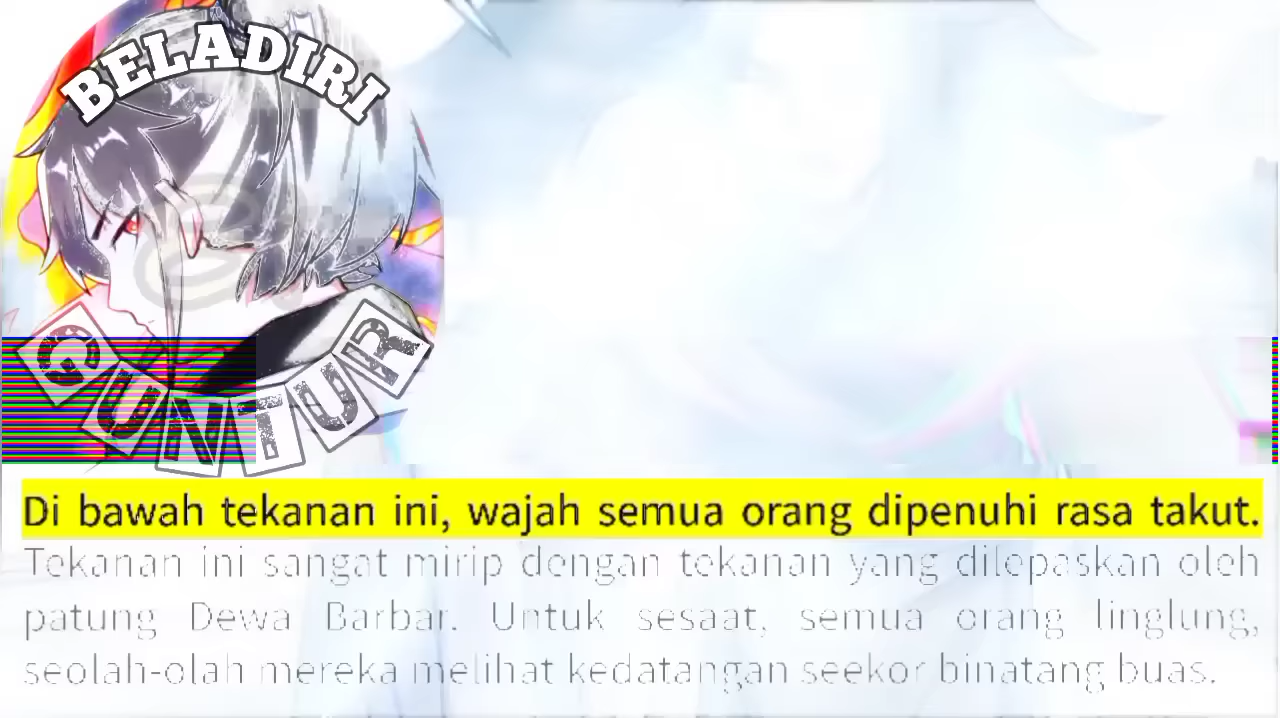 BELADIRI
GUNTUR
Di bawah tekanan ini, wajah semua orang dipenuhi rasa takut.
Tekanan ini sangat mirip dengan tekanan yang dilepaskan oleh
patung Dewa Barbar. Untuk sesaat, semua orang linglung,
seolah-olah mereka melihat kedatangan seekor binatang buas.